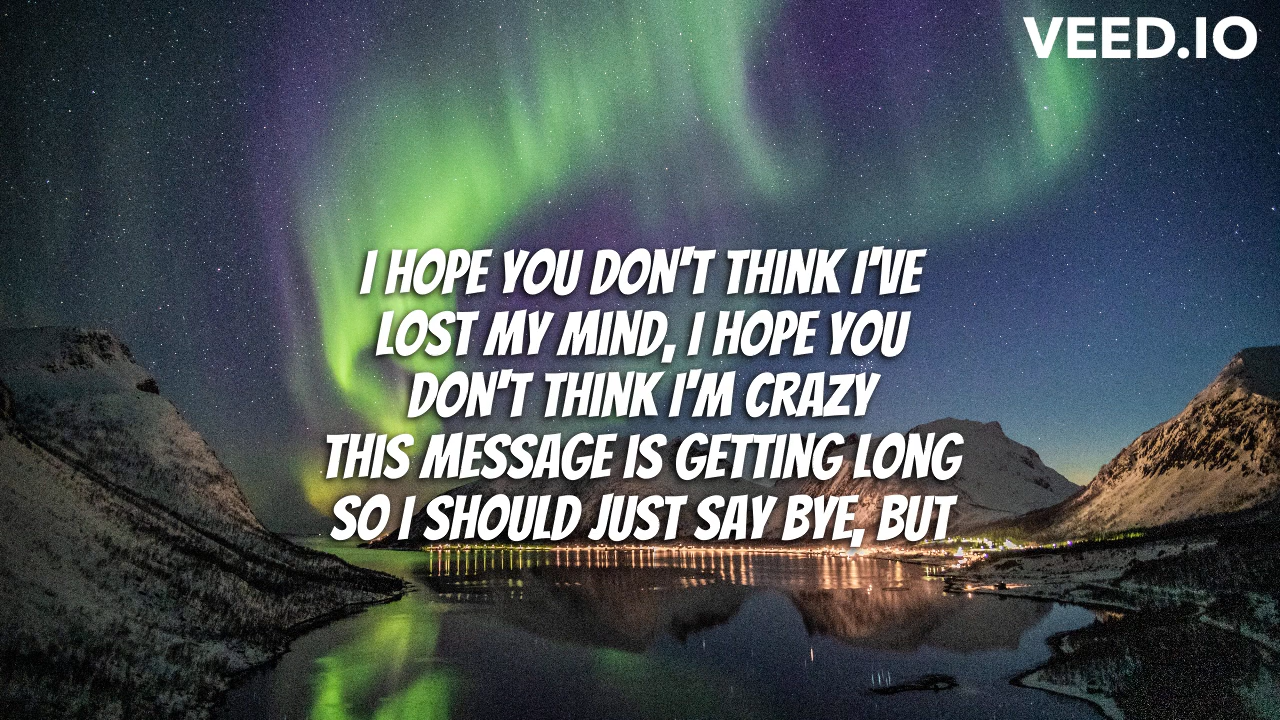 VEED.IO
I HOPE YOU DON'T THINK I'VE
LOST MY MIND, I HOPE YOU
DON'T THINK I'M CRAZY
THIS MESSAGE IS GETTING LONG
SO I SHOULD JUST SAY BYE, BUT